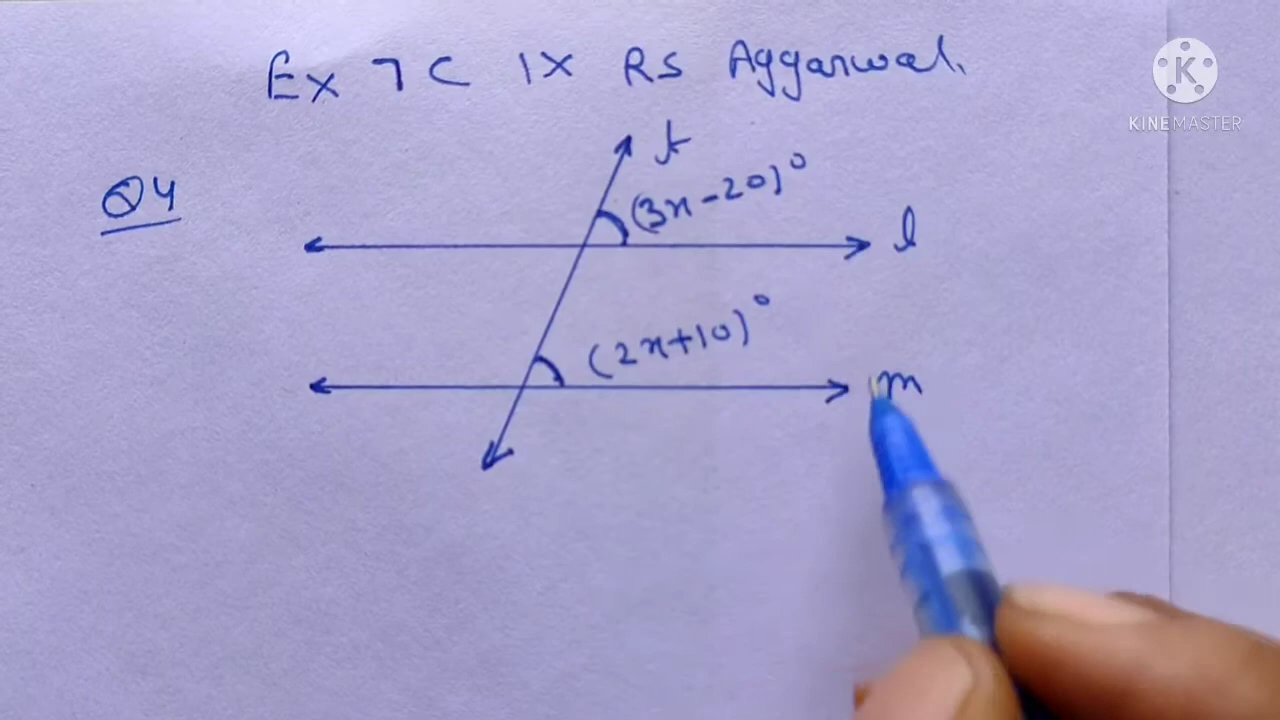 Ex 7C IX RS Aggarwal.
K
KINEMASTER
t
Q4
(3x-20)°
l
(2x+10)°
m